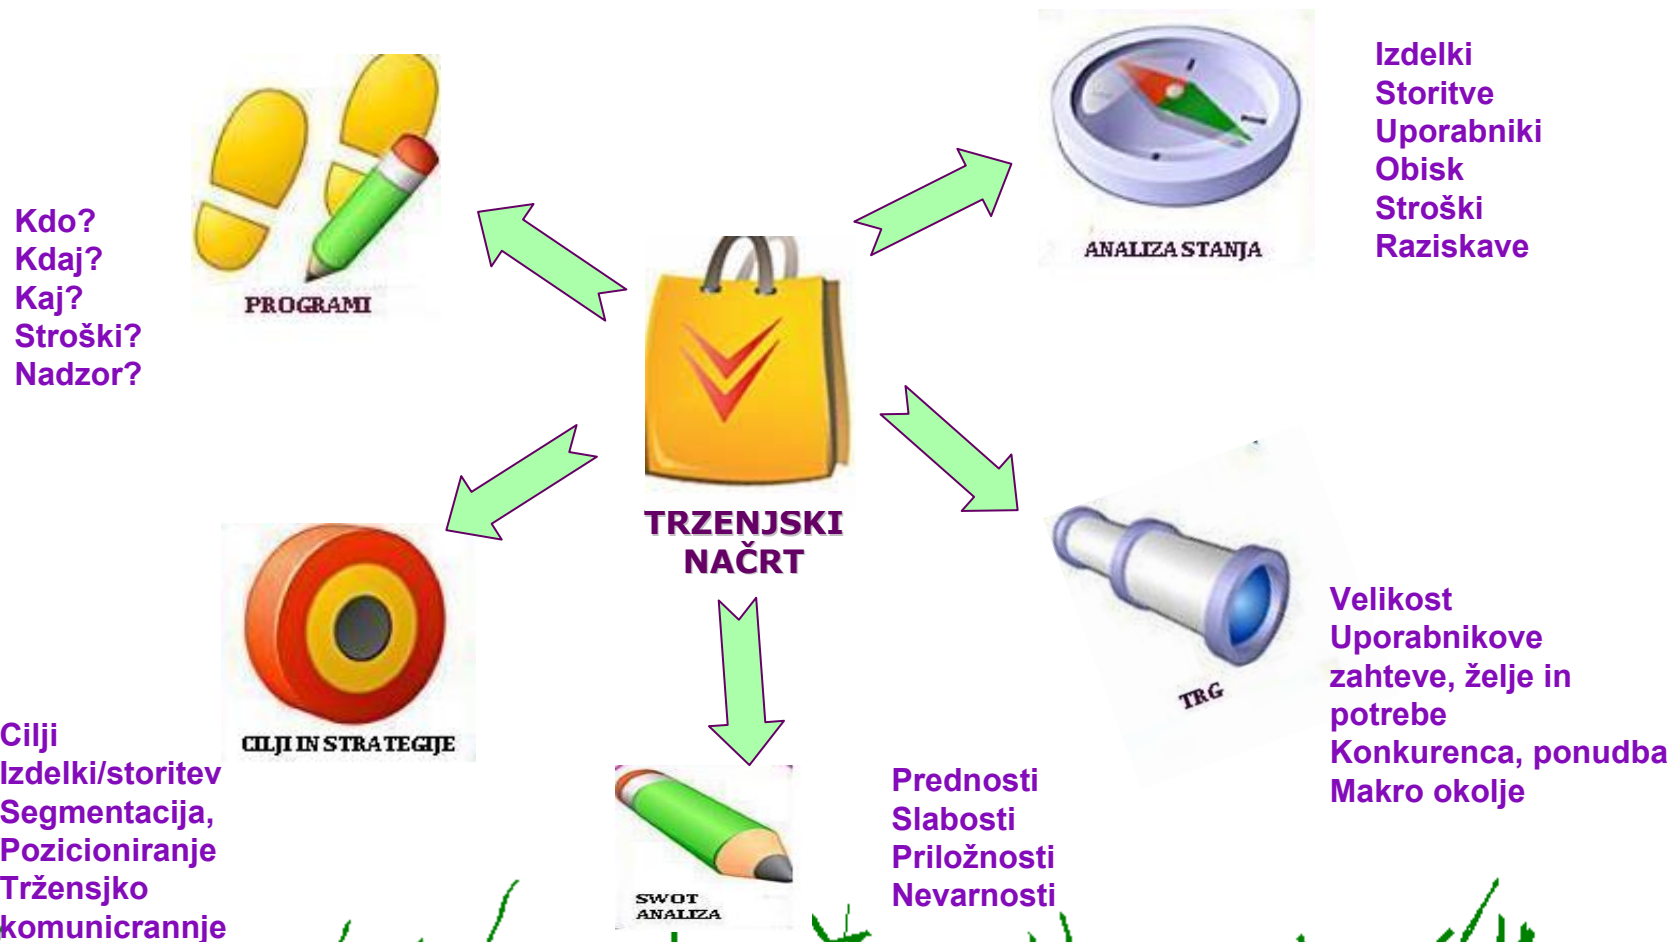 Kdo?
Kdaj?
Kaj?
Stroški?
Nadzor?
PROGRAMI
ANALIZA STANJA
Izdelki
Storitve
Uporabniki
Obisk
Stroški
Raziskave
TRZENJSKI
NAČRT
TRG
Velikost
Uporabnikove
zahteve, želje in
potrebe
Konkurenca, ponudba
Makro okolje
CILJI IN STRATEGIJE
Cilji
Izdelki/storitev
Segmentacija,
Pozicioniranje
Tržensjko
komunicrannje
SWOT
ANALIZA
Prednosti
Slabosti
Priložnosti
Nevarnosti